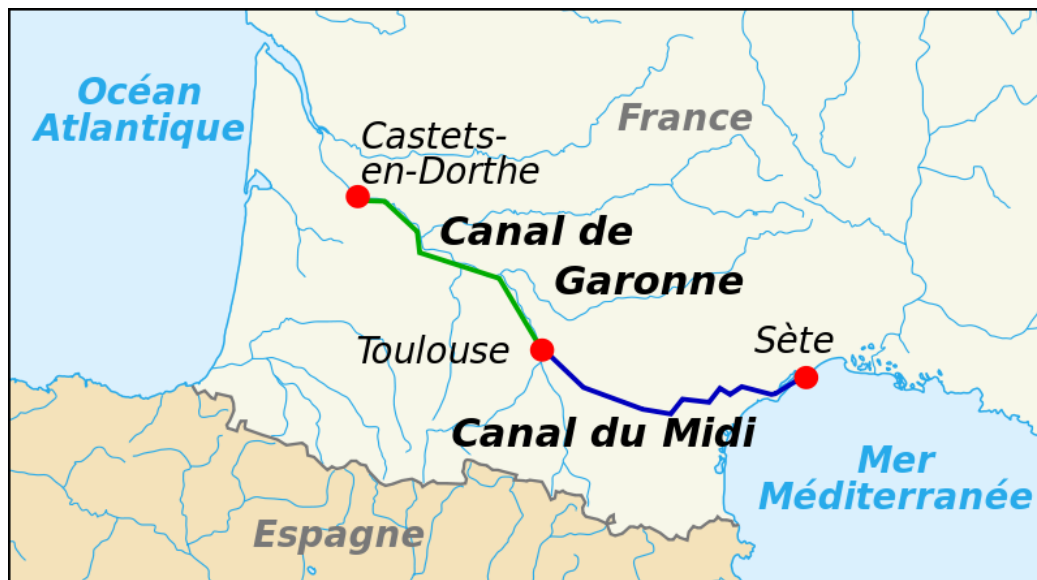 Océan
Atlantique
France
Castets-
en-Dorthe
Canal de
Garonne
Toulouse
Sète
Canal du Midi
Mer
Méditerranée
Espagne